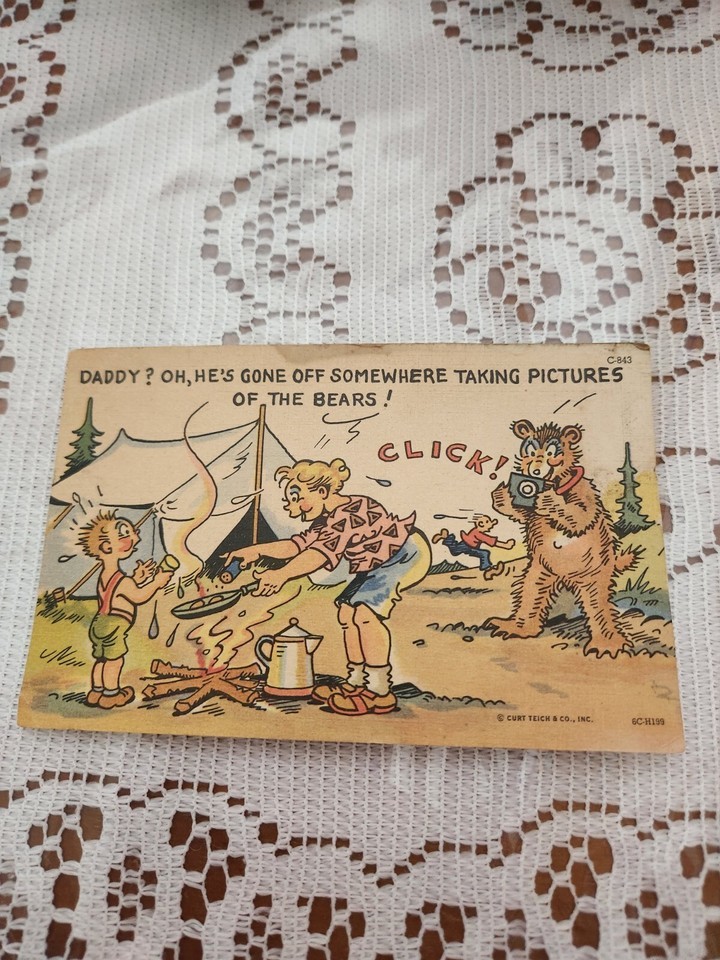 C-843
DADDY? OH, HE'S GONE OFF SOMEWHERE TAKING PICTURES
OF THE BEARS!
CLICK!
© CURT TEICH & CO., INC.
6C-H199